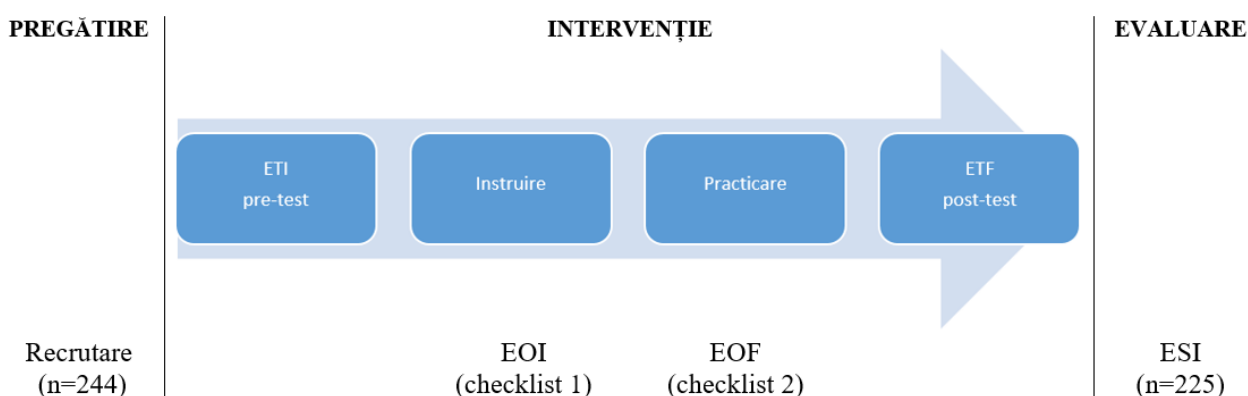 PREGĂTIRE
INTERVENȚIE
EVALUARE
ETI
pre-test
Instruire
Practicare
ETF
post-test
Recrutare
(n=244)
EOI
(checklist 1)
EOF
(checklist 2)
ESI
(n=225)